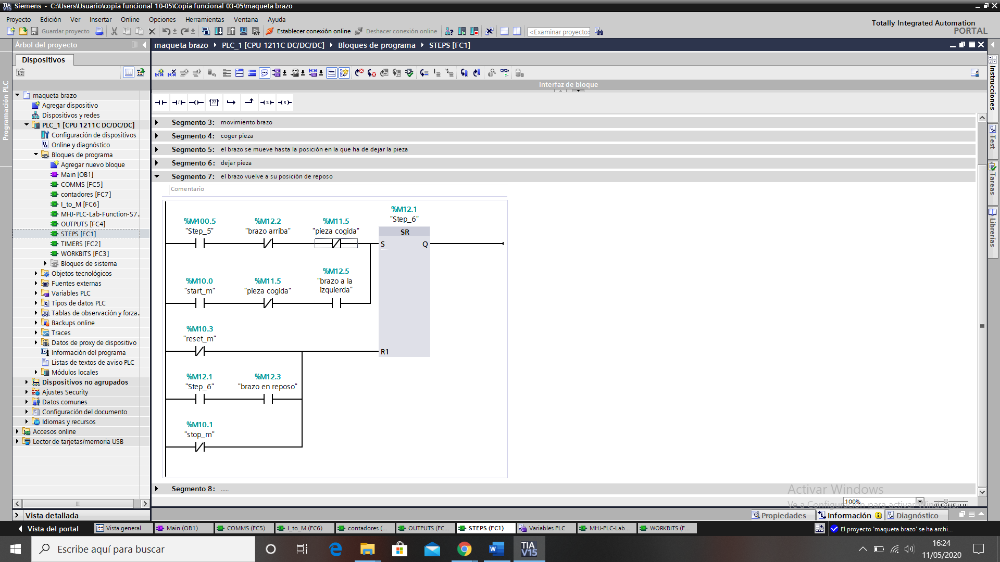 Siemens - C:\Users\Usuario\copia funcional 10-05\Copia funcional 03-05\maqueta brazo
Proyecto Edición Ver Insertar Online Opciones Herramientas Ventana Ayuda
Totally Integrated Automation
PORTAL
Guardar proyecto
Establecer conexión online
Deshacer conexión online
<Examinar proyecto>
Árbol del proyecto
maqueta brazo PLC_1 [CPU 1211C DC/DC/DC] Bloques de programa STEPS [FC1]
Dispositivos
Programación PLC
maqueta brazo
Agregar dispositivo
Dispositivos y redes
PLC_1 [CPU 1211C DC/DC/DC]
Configuración de dispositivos
Online y diagnóstico
Bloques de programa
Agregar nuevo bloque
Main [OB1]
COMMS [FC5]
contadores [FC7]
I_to_M [FC6]
MHJ-PLC-Lab-Function-S7..
OUTPUTS [FC4]
STEPS [FC1]
TIMERS [FC2]
WORKBITS [FC3]
Bloques de sistema
Objetos tecnológicos
Fuentes externas
Variables PLC
Tipos de datos PLC
Tablas de observación y forza..
Backups online
Traces
Datos de proxy de dispositivo
Información del programa
Listas de textos de aviso PLC
Módulos locales
Dispositivos no agrupados
Ajustes Security
Datos comunes
Configuración del documento
Idiomas y recursos
Accesos online
Lector de tarjetas/memoria USB
Vista detallada
Interfaz de bloque
Segmento 3: movimiento brazo
Segmento 4: coger pieza
Segmento 5: el brazo se mueve hasta la posición en la que ha de dejar la pieza
Segmento 6: dejar pieza
Segmento 7: el brazo vuelve a su posición de reposo
Comentario
%M12.1
"Step_6"
SR
S Q
R1
%M400.5 %M12.2 %M11.5
"Step_5" "brazo arriba" "pieza cogida"
%M10.0 %M11.5 %M12.5
"start_m" "pieza cogida" "brazo a la
izquierda"
%M10.3
"reset_m"
%M12.1 %M12.3
"Step_6" "brazo en reposo"
%M10.1
"stop_m"
Segmento 8: .....
Activar Windows
Ve a Configuración para activar Windows.
100%
Instrucciones
Test
Tareas
Librerías
Propiedades Información Diagnóstico
Vista del portal
Vista general
Main (OB1)
COMMS (FC5)
I_to_M (FC6)
contadores (...
OUTPUTS (FC...
STEPS (FC1)
Variables PLC
MHJ-PLC-Lab...
WORKBITS (F...
El proyecto 'maqueta brazo' se ha archi...
Escribe aquí para buscar
TIA
V15
16:24
11/05/2020